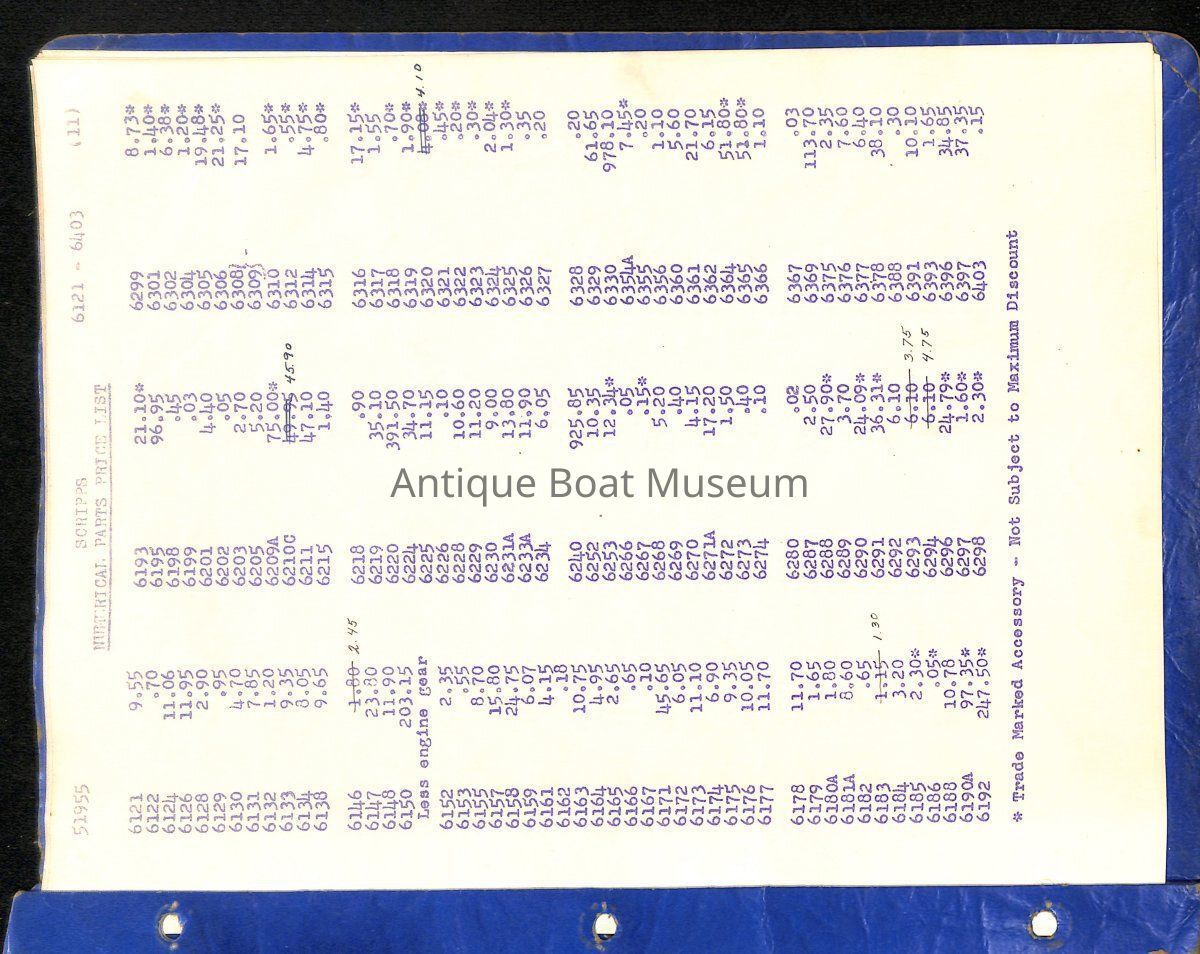 51955 SCRIPPS 6121 - 6403 (11)
NUMERICAL PARTS PRICE LIST
6121 9.55 6193 21.10* 6299 8.73*
6122 .70 6195 96.95 6301 1.40*
6124 11.06 6198 .45 6302 6.38*
6126 11.95 6199 .03 6304 1.20*
6128 2.90 6201 4.40 6305 19.48*
6129 .95 6202 .05 6306 21.25*
6130 4.70 6203 2.70 6308) - 17.10
6131 7.85 6205 5.20 6309)
6132 1.20 6209A 75.00* 6310 1.65*
6133 9.35 6210C 49.95 45.90 6312 .55*
6134 8.05 6211 47.10 6314 4.75*
6138 9.65 6215 1.40 6315 .80*
6146 1.80 2.45 6218 .90 6316 17.15*
6147 23.80 6219 35.10 6317 1.55
6148 11.90 6220 391.50 6318 .70*
6150 203.15 6224 34.70 6319 1.90*
Less engine gear 6225 11.15 6320 4.08* 4.10
6152 2.35 6226 .10 6321 .45*
6153 .55 6228 10.60 6322 .20*
6155 8.70 6229 11.20 6323 .30*
6157 15.80 6230 9.00 6324 2.04*
6158 24.75 6231A 13.80 6325 1.30*
6159 6.07 6233A 11.90 6326 .35
6161 4.15 6234 6.05 6327 .20
6162 .18
6163 10.75 6240 925.85 6328 .20
6164 4.95 6252 10.35 6329 61.65
6165 2.65 6253 12.34* 6330 978.10
6166 .65 6266 .05 6354A 7.45*
6167 .10 6267 .15* 6355 .20
6171 45.65 6268 5.20 6356 1.10
6172 6.05 6269 .40 6360 5.60
6173 11.10 6270 4.15 6361 21.70
6174 6.90 6271A 17.20 6362 6.15
6175 9.35 6272 1.50 6364 51.80*
6176 10.05 6273 .40 6365 51.80*
6177 11.70 6274 .10 6366 1.10
6178 11.70 6280 .02 6367 .03
6179 1.65 6287 2.50 6369 113.70
6180A 1.80 6288 27.90* 6375 2.35
6181A 8.60 6289 3.70 6376 7.60
6182 .65 6290 24.09* 6377 6.40
6183 1.15 1.30 6291 36.31* 6378 38.10
6184 3.20 6292 6.10 6388 .30
6185 2.30* 6293 6.10 3.75 6391 10.10
6186 .05* 6294 6.10 4.75 6393 1.65
6188 10.78 6296 24.79* 6396 34.85
6190A 97.35* 6297 1.60* 6397 37.35
6192 247.50* 6298 2.30* 6403 .15
* Trade Marked Accessory - Not Subject to Maximum Discount
Antique Boat Museum